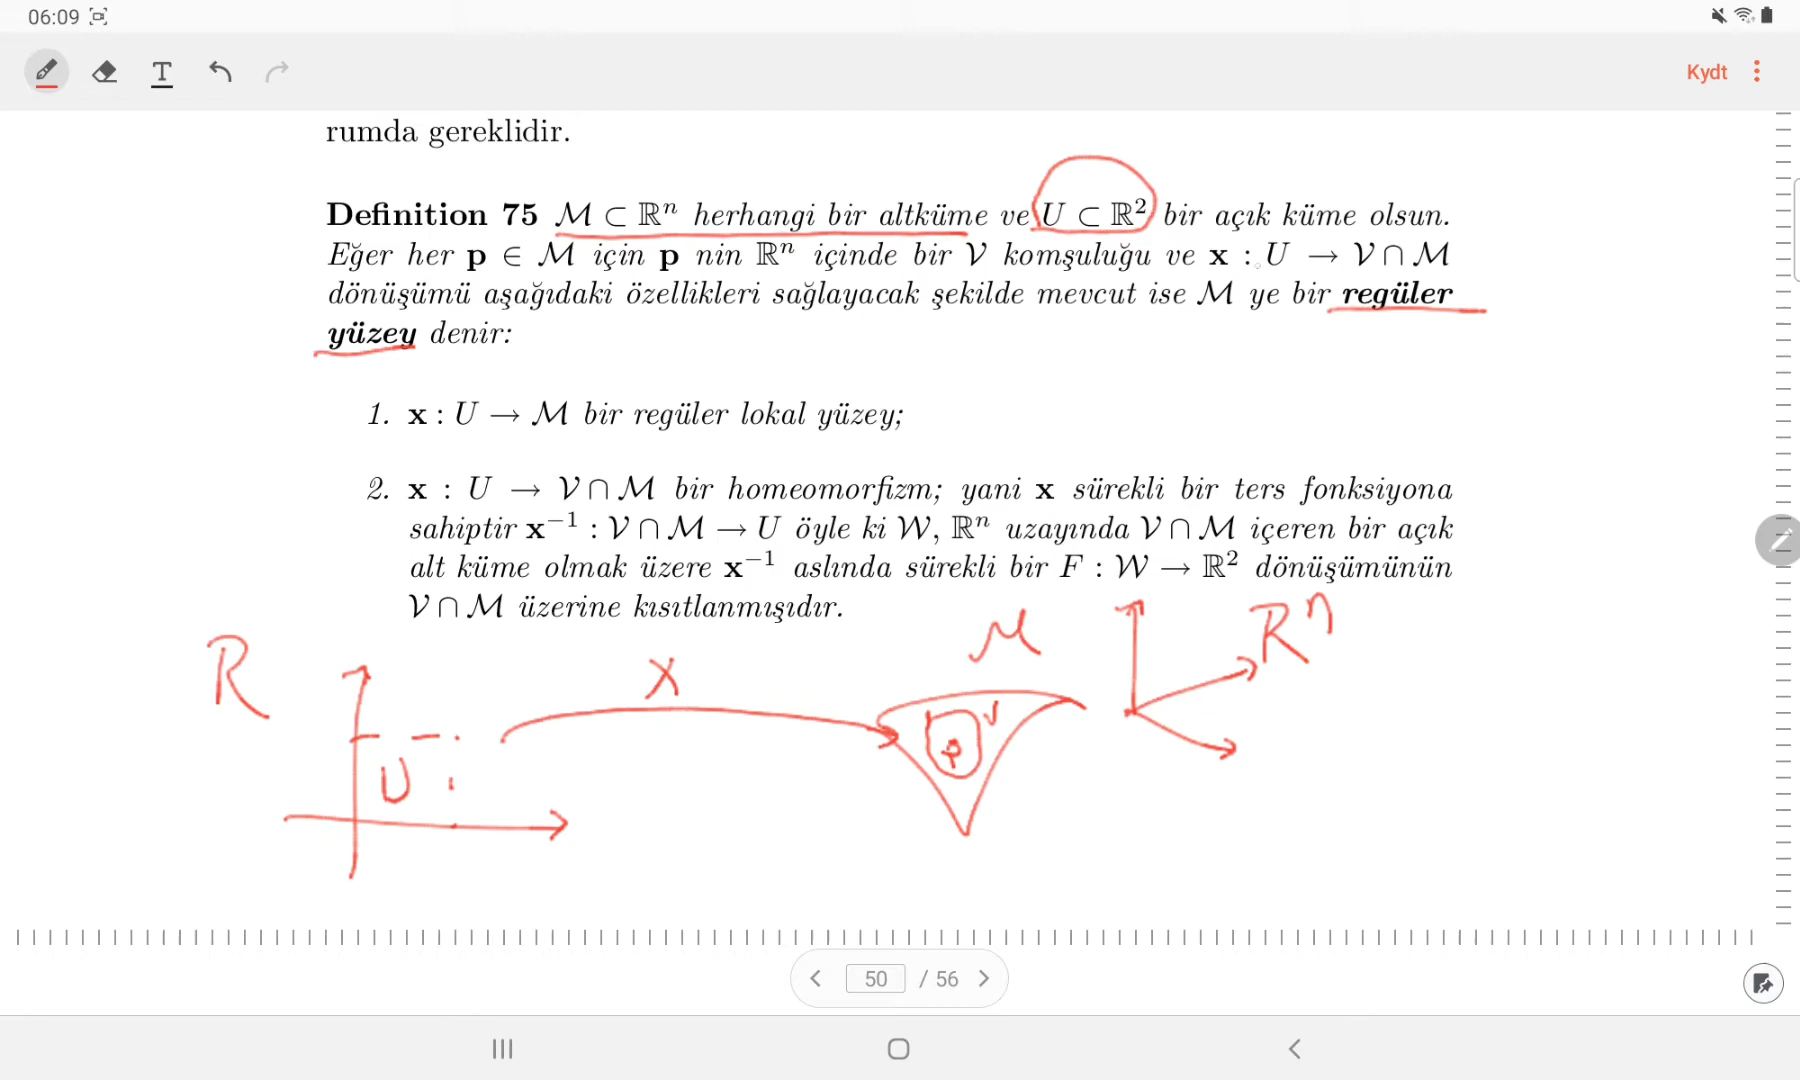 06:09
Kydt
rumda gereklidir.
Definition 75 ℳ ⊂ ℝⁿ herhangi bir altküme ve U ⊂ ℝ² bir açık küme olsun.
Eğer her p ∈ ℳ için p nin ℝⁿ içinde bir 𝒱 komşuluğu ve x : U → 𝒱 ∩ ℳ
dönüşümü aşağıdaki özellikleri sağlayacak şekilde mevcut ise ℳ ye bir regüler
yüzey denir:
1. x : U → ℳ bir regüler lokal yüzey;
2. x : U → 𝒱 ∩ ℳ bir homeomorfizm; yani x sürekli bir ters fonksiyona
sahiptir x⁻¹ : 𝒱 ∩ ℳ → U öyle ki 𝒲, ℝⁿ uzayında 𝒱 ∩ ℳ içeren bir açık
alt küme olmak üzere x⁻¹ aslında sürekli bir F : 𝒲 → ℝ² dönüşümünün
𝒱 ∩ ℳ üzerine kısıtlanmışıdır.
R X M Rⁿ
U p V
50 / 56